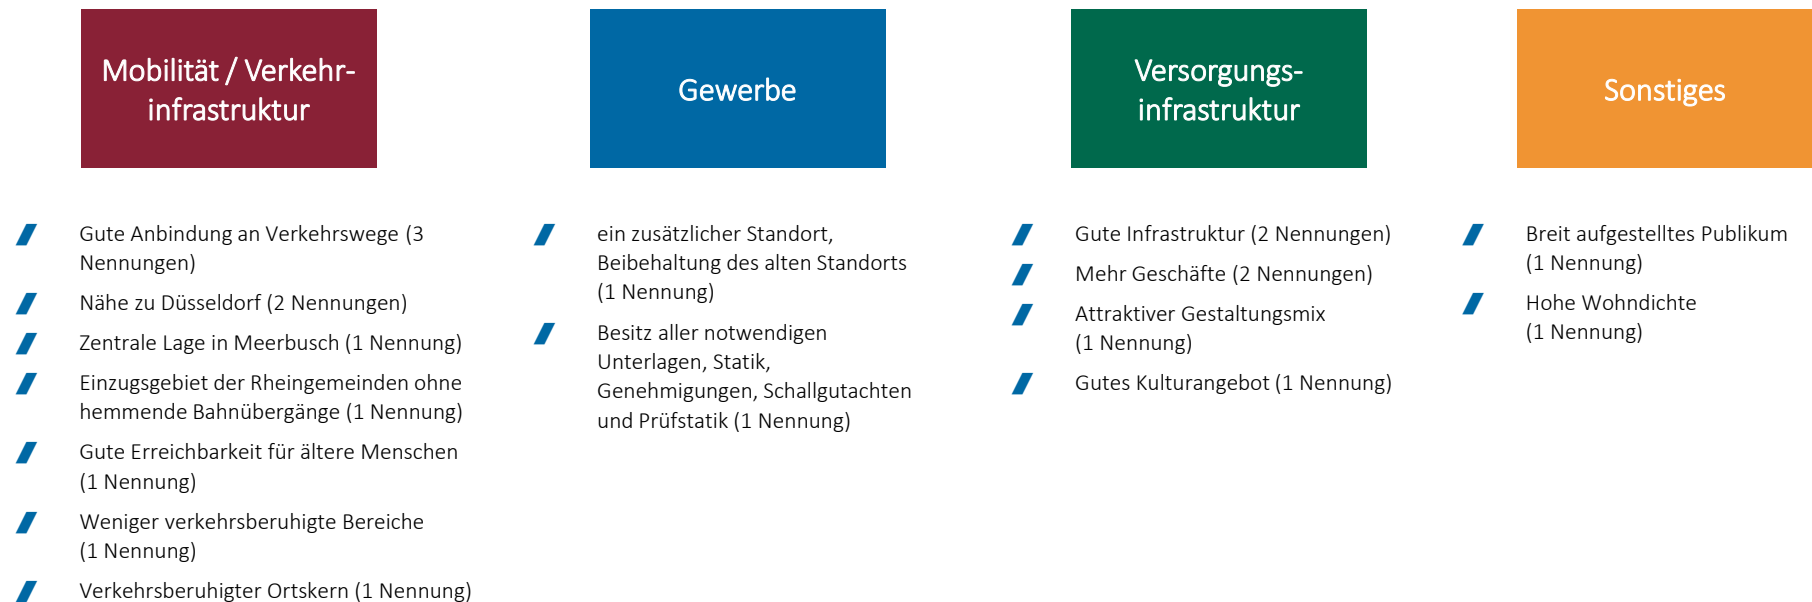 Mobilität / Verkehr-
infrastruktur
Gute Anbindung an Verkehrswege (3
Nennungen)
Nähe zu Düsseldorf (2 Nennungen)
Zentrale Lage in Meerbusch (1 Nennung)
Einzugsgebiet der Rheingemeinden ohne
hemmende Bahnübergänge (1 Nennung)
Gute Erreichbarkeit für ältere Menschen
(1 Nennung)
Weniger verkehrsberuhigte Bereiche
(1 Nennung)
Verkehrsberuhigter Ortskern (1 Nennung)
Gewerbe
ein zusätzlicher Standort,
Beibehaltung des alten Standorts
(1 Nennung)
Besitz aller notwendigen
Unterlagen, Statik,
Genehmigungen, Schallgutachten
und Prüfstatik (1 Nennung)
Versorgungs-
infrastruktur
Gute Infrastruktur (2 Nennungen)
Mehr Geschäfte (2 Nennungen)
Attraktiver Gestaltungsmix
(1 Nennung)
Gutes Kulturangebot (1 Nennung)
Sonstiges
Breit aufgestelltes Publikum
(1 Nennung)
Hohe Wohndichte
(1 Nennung)